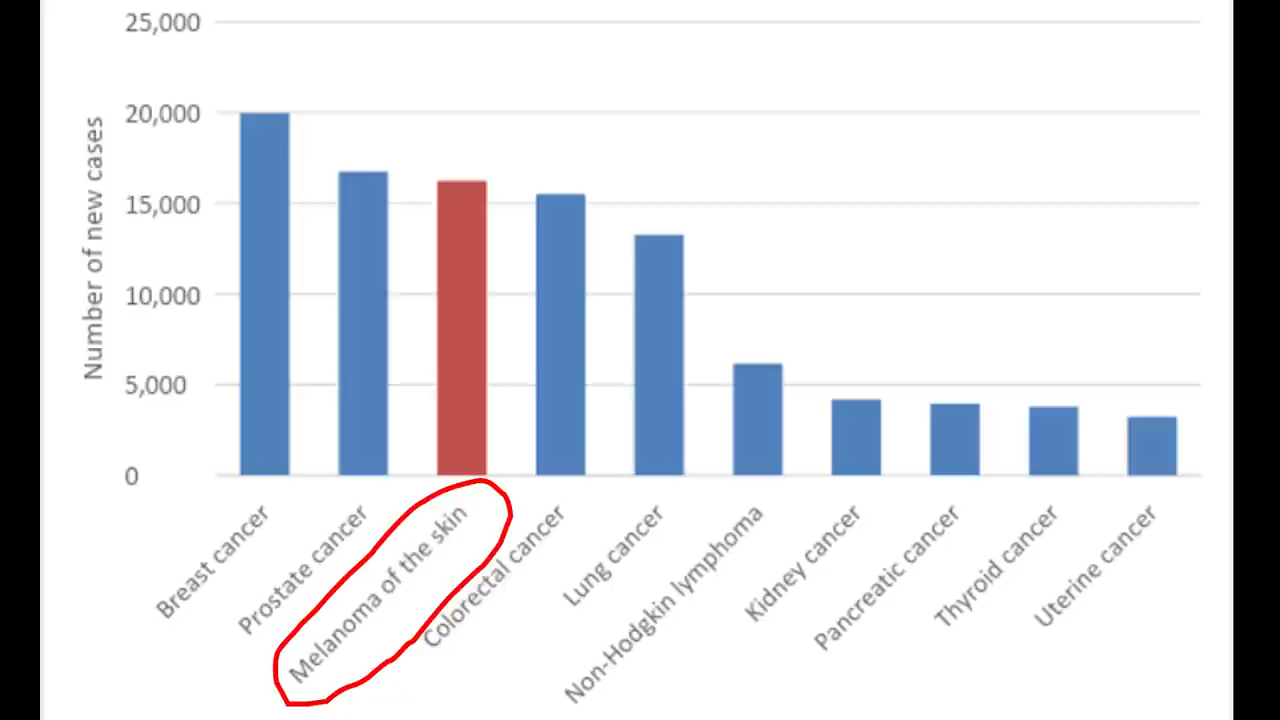 25,000
20,000
15,000
10,000
5,000
0
Number of new cases
Breast cancer
Prostate cancer
Melanoma of the skin
Colorectal cancer
Lung cancer
Non-Hodgkin lymphoma
Kidney cancer
Pancreatic cancer
Thyroid cancer
Uterine cancer